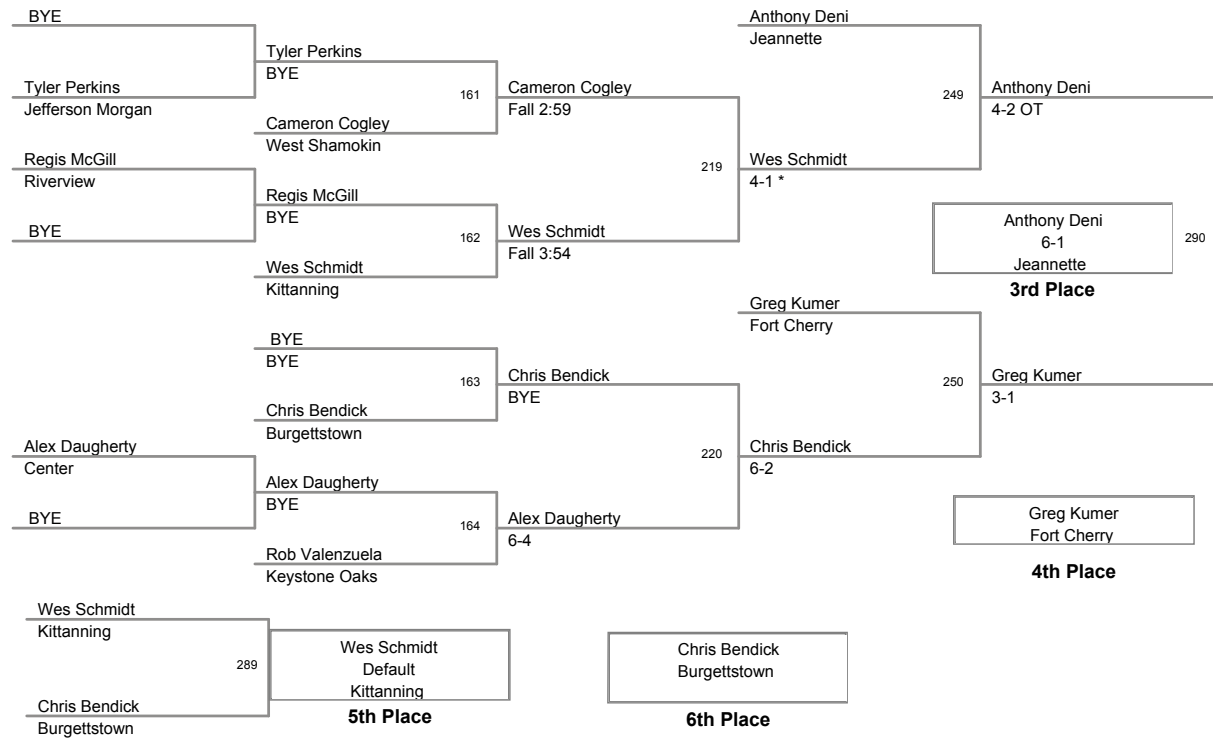 BYE
Tyler Perkins
Jefferson Morgan
Regis McGill
Riverview
BYE
Tyler Perkins
BYE
161
Cameron Cogley
West Shamokin
Regis McGill
BYE
162
Wes Schmidt
Kittanning
Cameron Cogley
Fall 2:59
219
Wes Schmidt
Fall 3:54
Anthony Deni
Jeannette
249
Wes Schmidt
4-1 *
Anthony Deni
4-2 OT
Anthony Deni
6-1
Jeannette
290
3rd Place
BYE
BYE
163
Chris Bendick
Burgettstown
Alex Daugherty
Center
BYE
Alex Daugherty
BYE
164
Rob Valenzuela
Keystone Oaks
Chris Bendick
BYE
220
Alex Daugherty
6-4
Greg Kumer
Fort Cherry
250
Chris Bendick
6-2
Greg Kumer
3-1
Greg Kumer
Fort Cherry
4th Place
Wes Schmidt
Kittanning
289
Chris Bendick
Burgettstown
Wes Schmidt
Default
Kittanning
5th Place
Chris Bendick
Burgettstown
6th Place